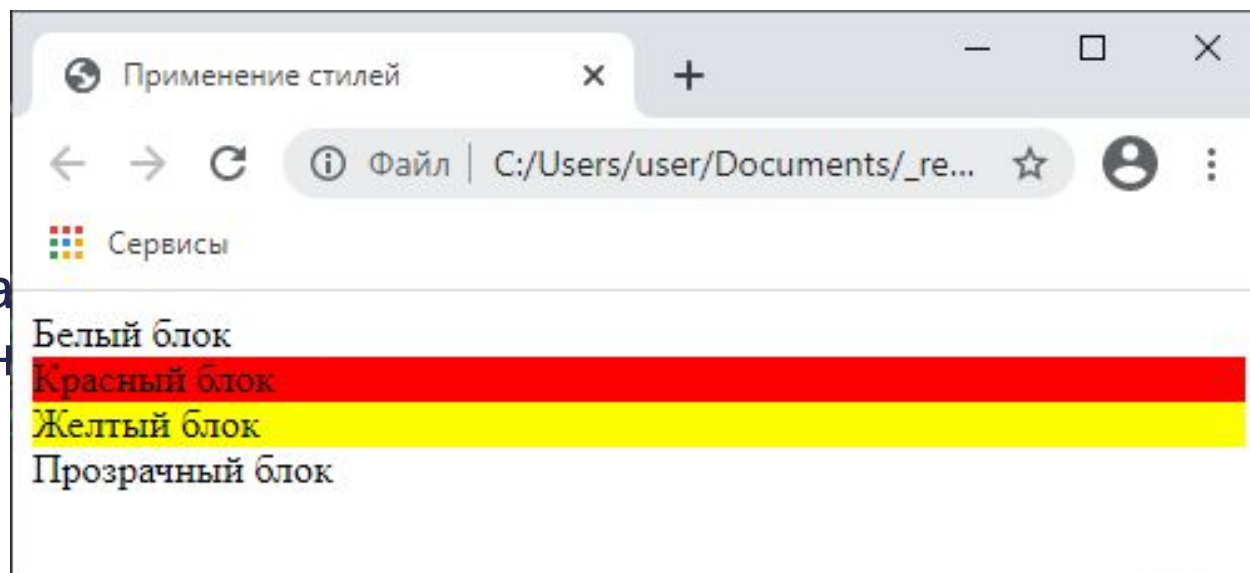 Применение стилей
Файл | C:/Users/user/Documents/_re...
Сервисы
а
н
Белый блок
Красный блок
Желтый блок
Прозрачный блок